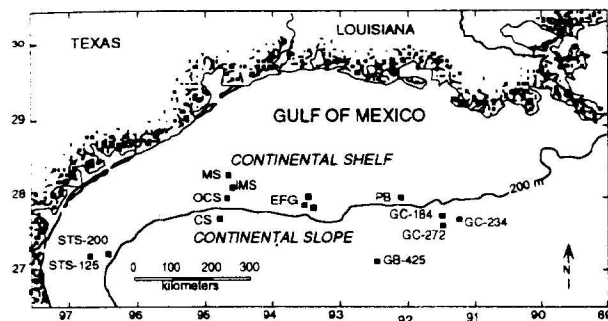 30
TEXAS
LOUISIANA
29
GULF OF MEXICO
MS
CONTINENTAL SHELF
IMS
28
OCS
EFG
PB
200 m
CS
GC-184
GC-234
CONTINENTAL SLOPE
GC-272
STS-200
STS-125
GB-425
27
0 100 200 300
kilometers
N
97 96 95 94 93 92 91 90 89